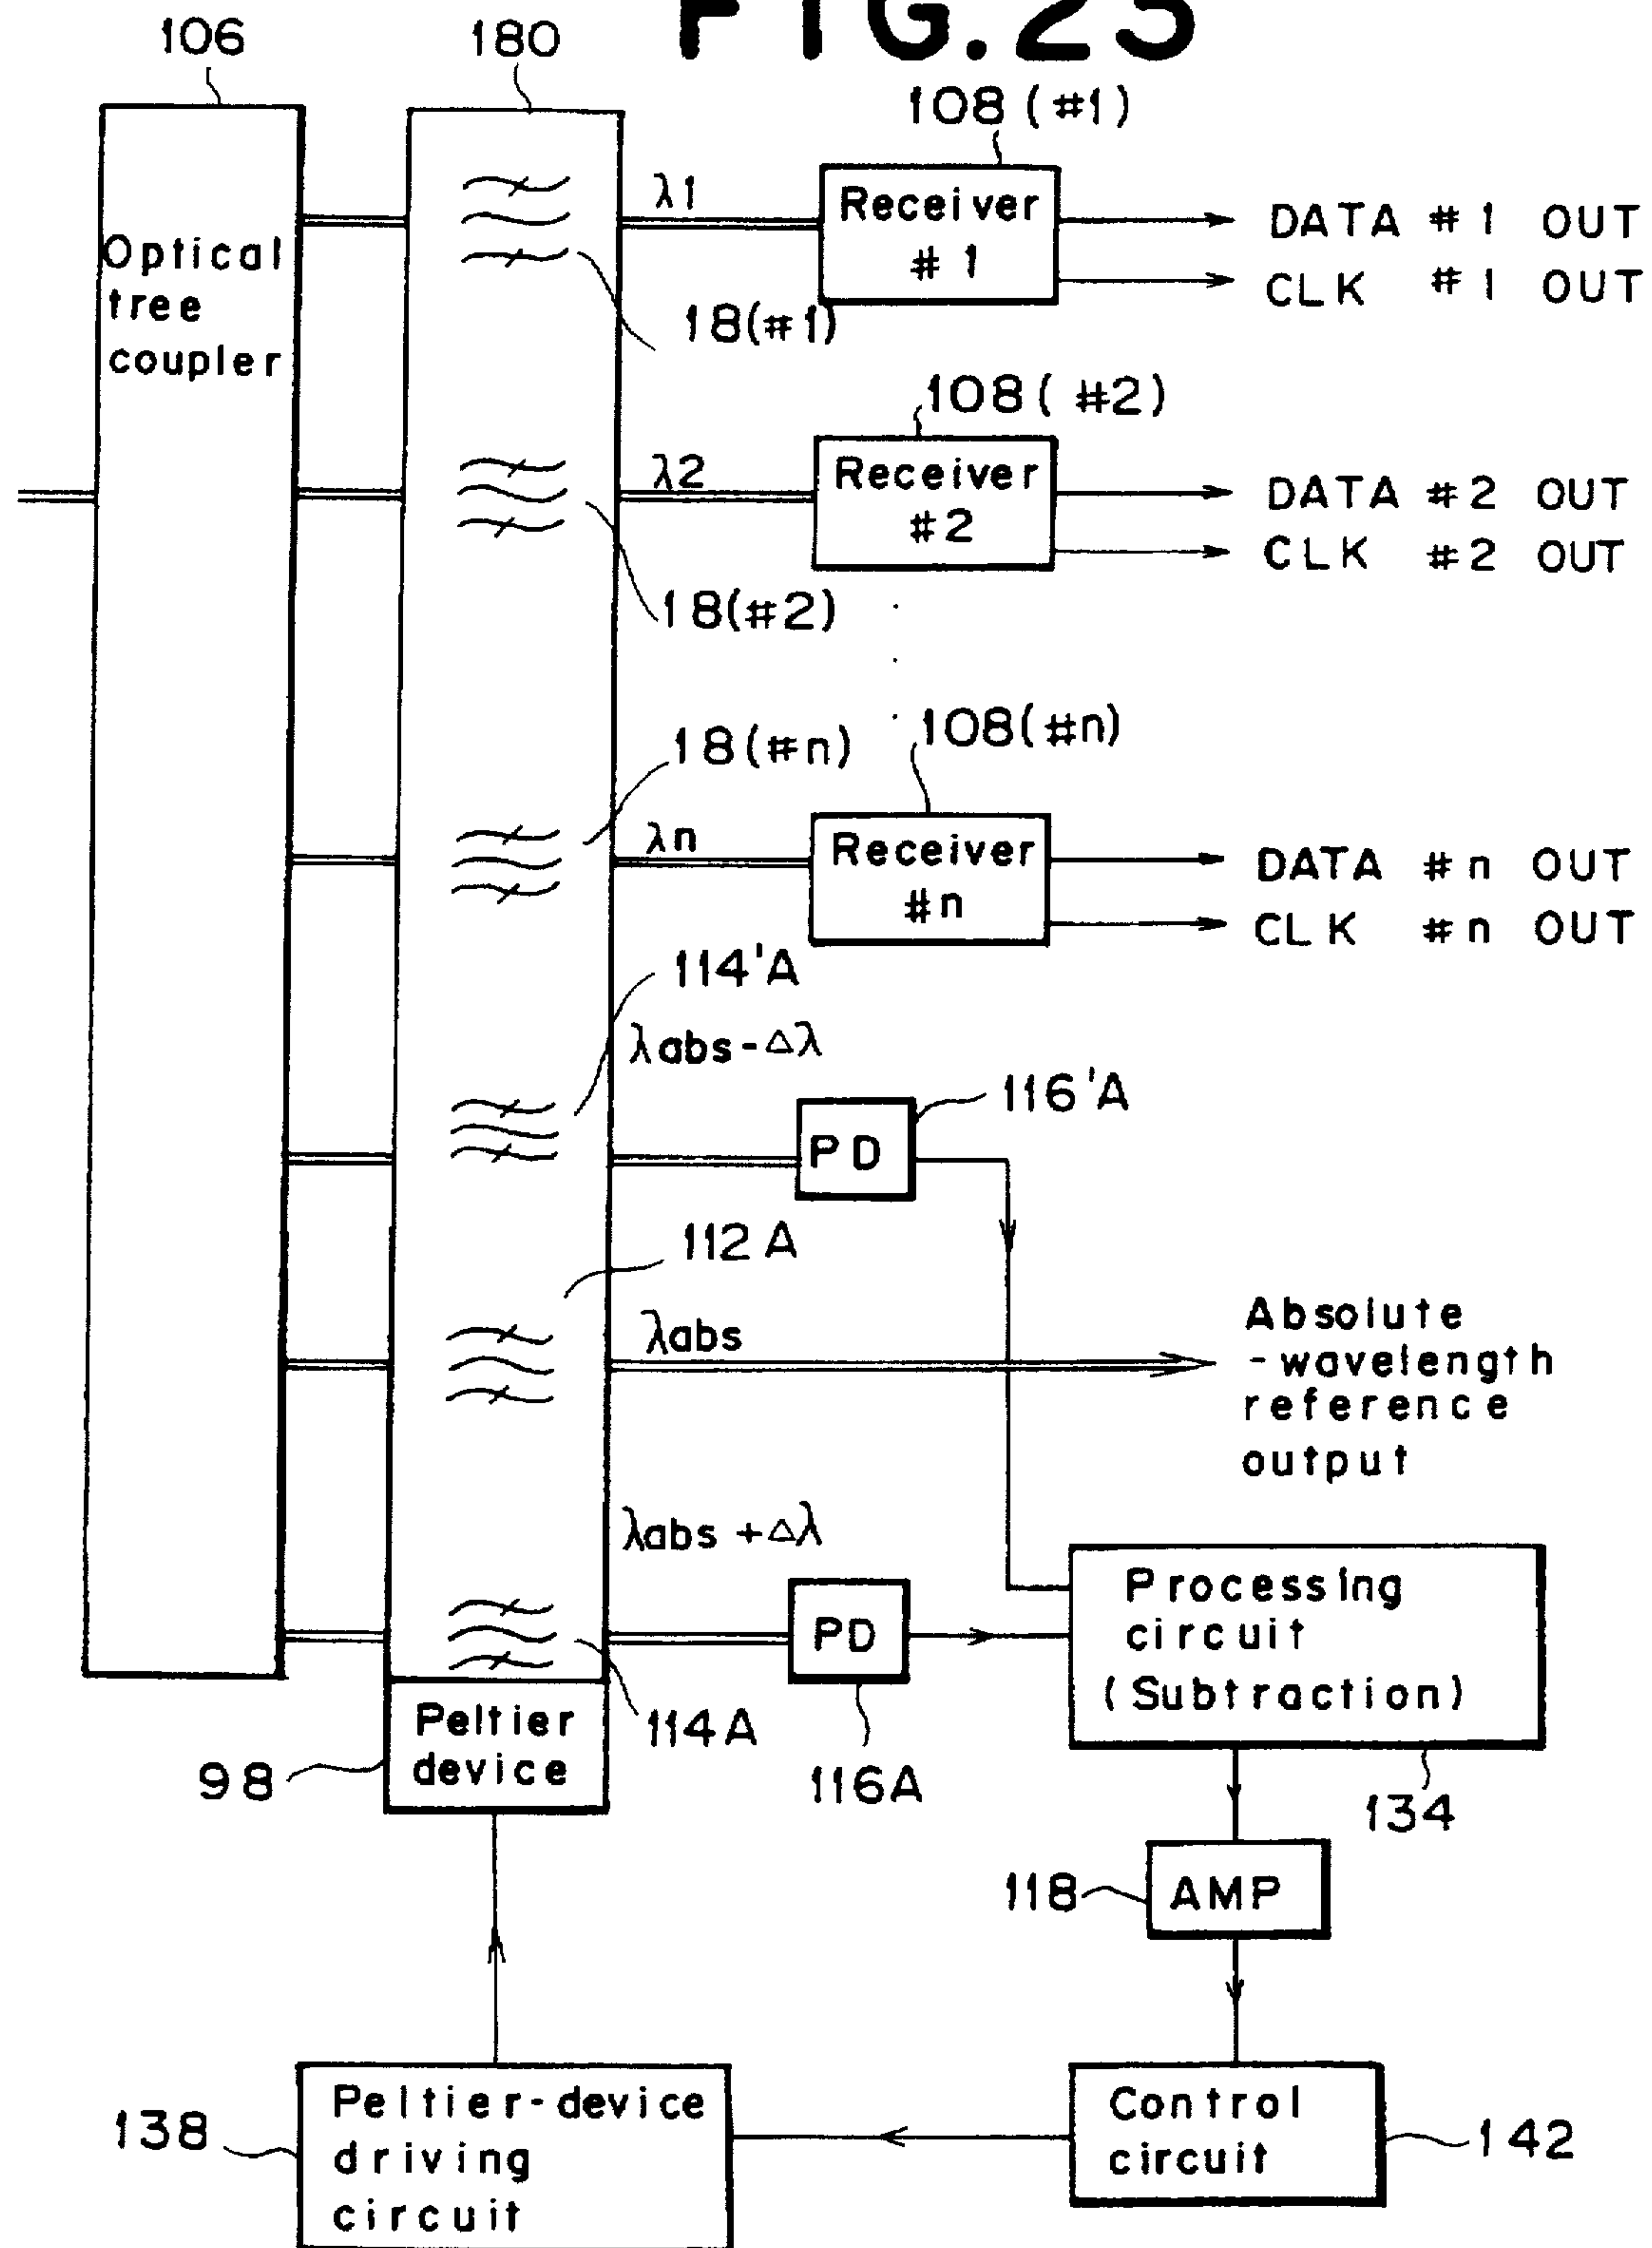 FIG.23
106
180
108 (#1)
λ1
Receiver
#1
DATA #1 OUT
CLK #1 OUT
Optical
tree
coupler
18(#1)
108( #2)
λ2
Receiver
#2
DATA #2 OUT
CLK #2 OUT
18(#2)
18(#n)
108(#n)
λn
Receiver
#n
DATA #n OUT
CLK #n OUT
114'A
λabs-Δλ
116'A
PD
112A
λabs
Absolute
-wavelength
reference
output
λabs +Δλ
PD
Processing
circuit
(Subtraction)
114A
116A
134
Peltier
device
98
118
AMP
138
Peltier-device
driving
circuit
Control
circuit
142